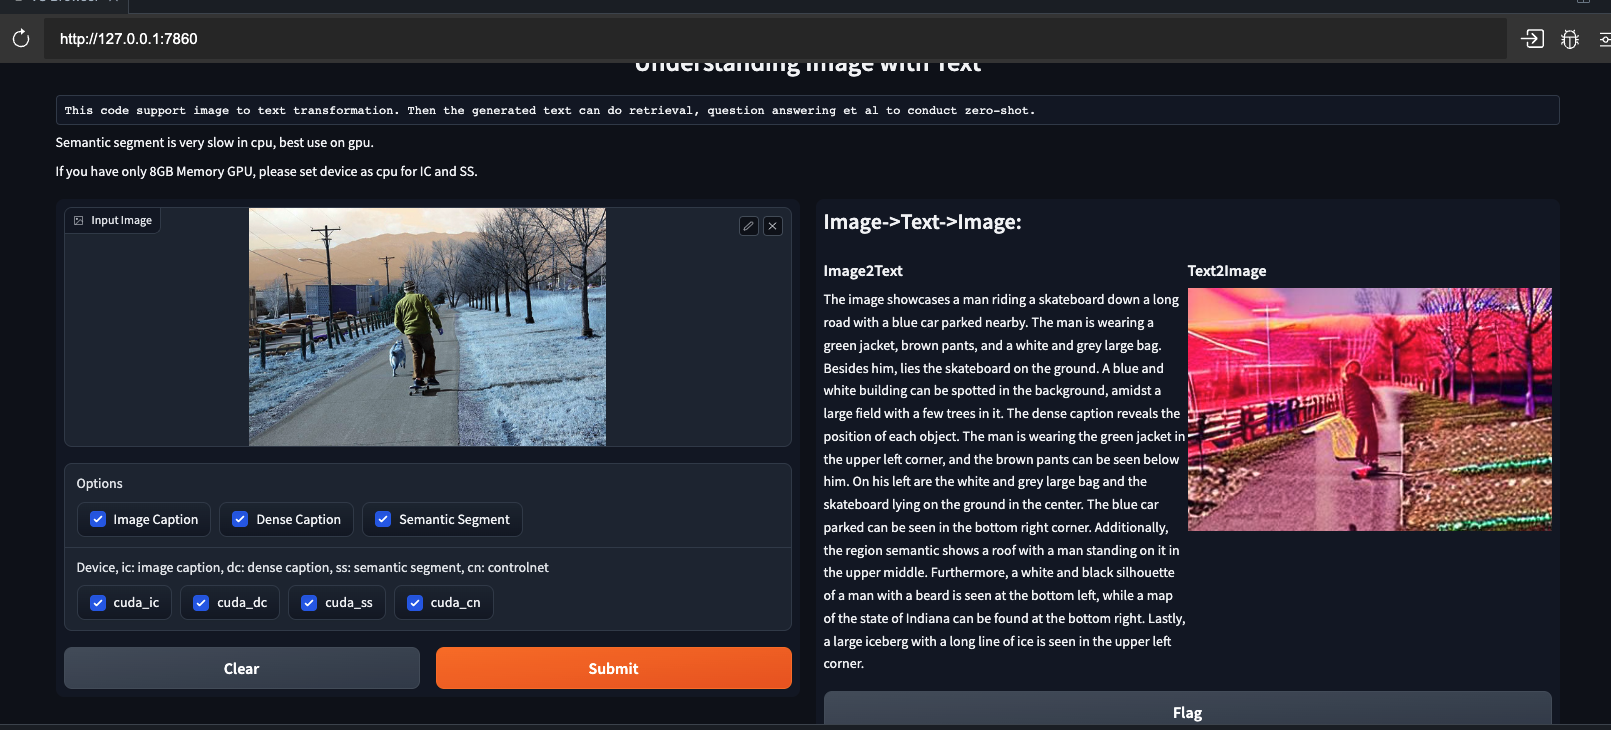 http://127.0.0.1:7860
Understanding Image with Text
This code support image to text transformation. Then the generated text can do retrieval, question answering et al to conduct zero-shot.
Semantic segment is very slow in cpu, best use on gpu.
If you have only 8GB Memory GPU, please set device as cpu for IC and SS.
Input Image
Options
Image Caption
Dense Caption
Semantic Segment
Device, ic: image caption, dc: dense caption, ss: semantic segment, cn: controlnet
cuda_ic
cuda_dc
cuda_ss
cuda_cn
Clear
Submit
Image->Text->Image:
Image2Text
The image showcases a man riding a skateboard down a long
road with a blue car parked nearby. The man is wearing a
green jacket, brown pants, and a white and grey large bag.
Besides him, lies the skateboard on the ground. A blue and
white building can be spotted in the background, amidst a
large field with a few trees in it. The dense caption reveals the
position of each object. The man is wearing the green jacket in
the upper left corner, and the brown pants can be seen below
him. On his left are the white and grey large bag and the
skateboard lying on the ground in the center. The blue car
parked can be seen in the bottom right corner. Additionally,
the region semantic shows a roof with a man standing on it in
the upper middle. Furthermore, a white and black silhouette
of a man with a beard is seen at the bottom left, while a map
of the state of Indiana can be found at the bottom right. Lastly,
a large iceberg with a long line of ice is seen in the upper left
corner.
Text2Image
Flag